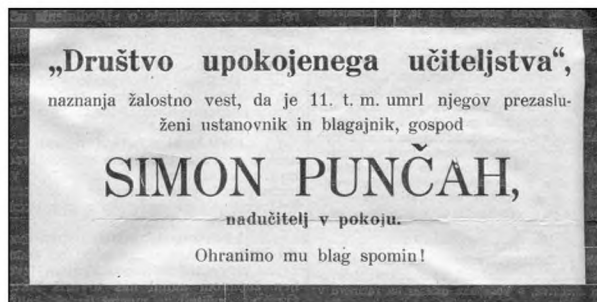 „Društvo upokojenega učiteljstva“,
naznanja žalostno vest, da je 11. t. m. umrl njegov prezaslu-
ženi ustanovnik in blagajnik, gospod
SIMON PUNČAH,
nadučitelj v pokoju.
Ohranimo mu blag spomin!